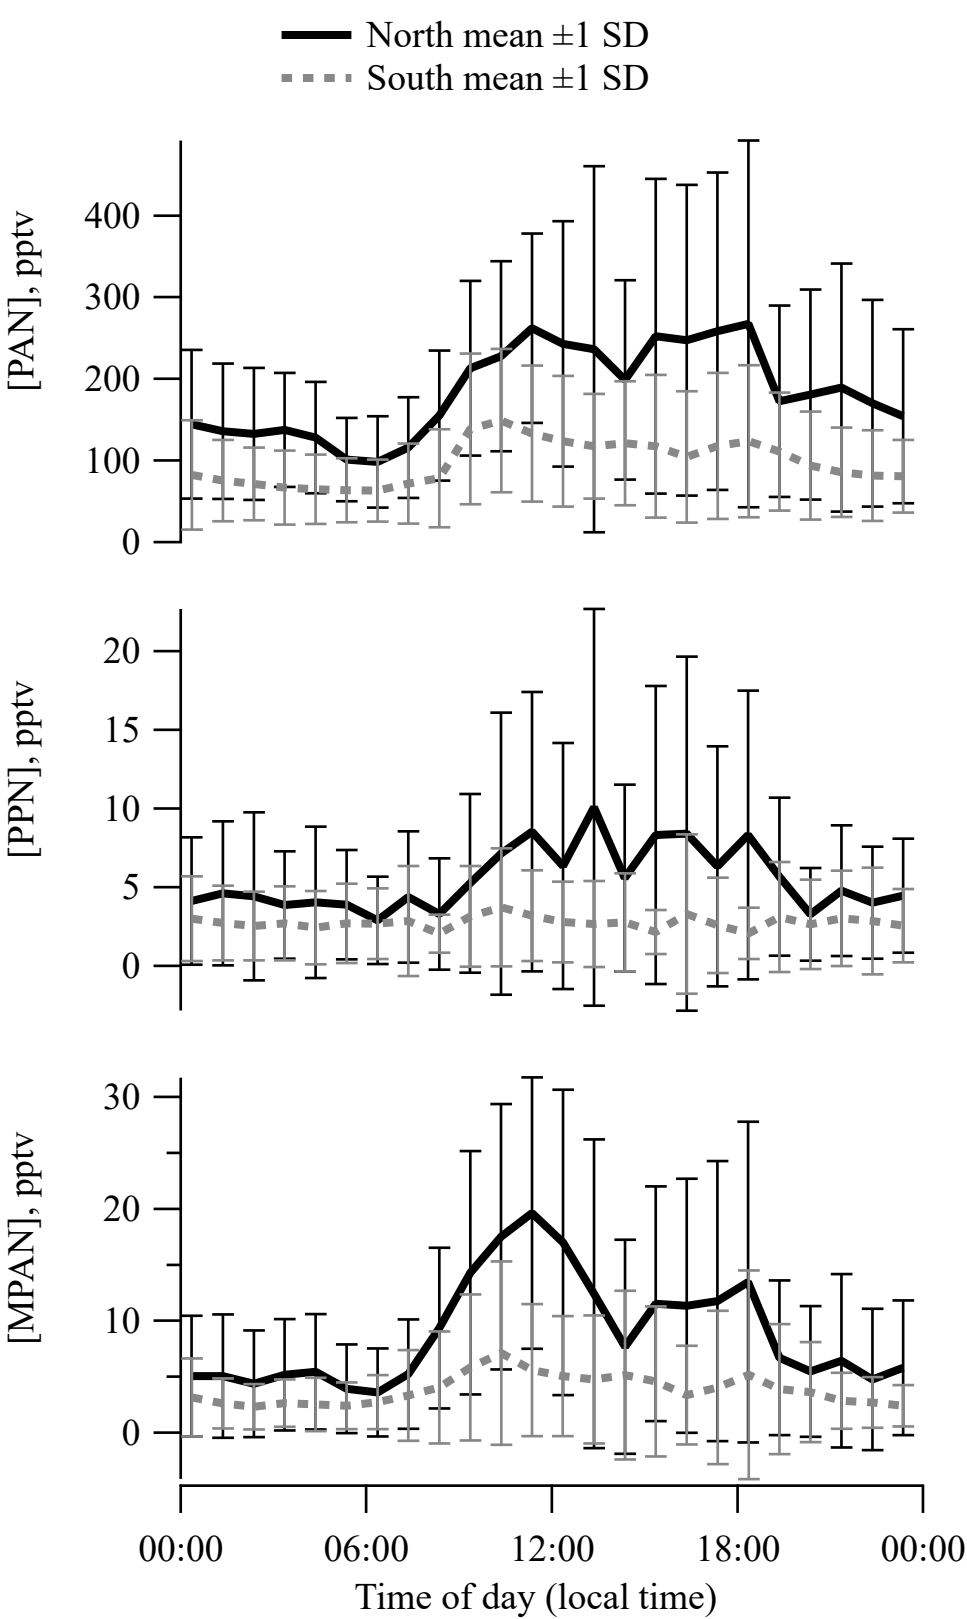 North mean ±1 SD
South mean ±1 SD
[PAN], pptv
400
300
200
100
0
[PPN], pptv
20
15
10
5
0
[MPAN], pptv
30
20
10
0
00:00 06:00 12:00 18:00 00:00
Time of day (local time)